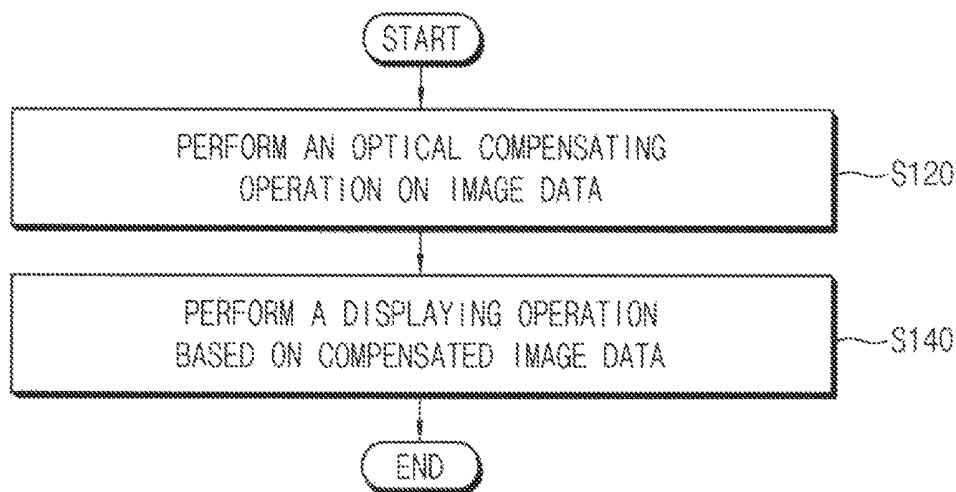 START
PERFORM AN OPTICAL COMPENSATING
OPERATION ON IMAGE DATA
S120
PERFORM A DISPLAYING OPERATION
BASED ON COMPENSATED IMAGE DATA
S140
END